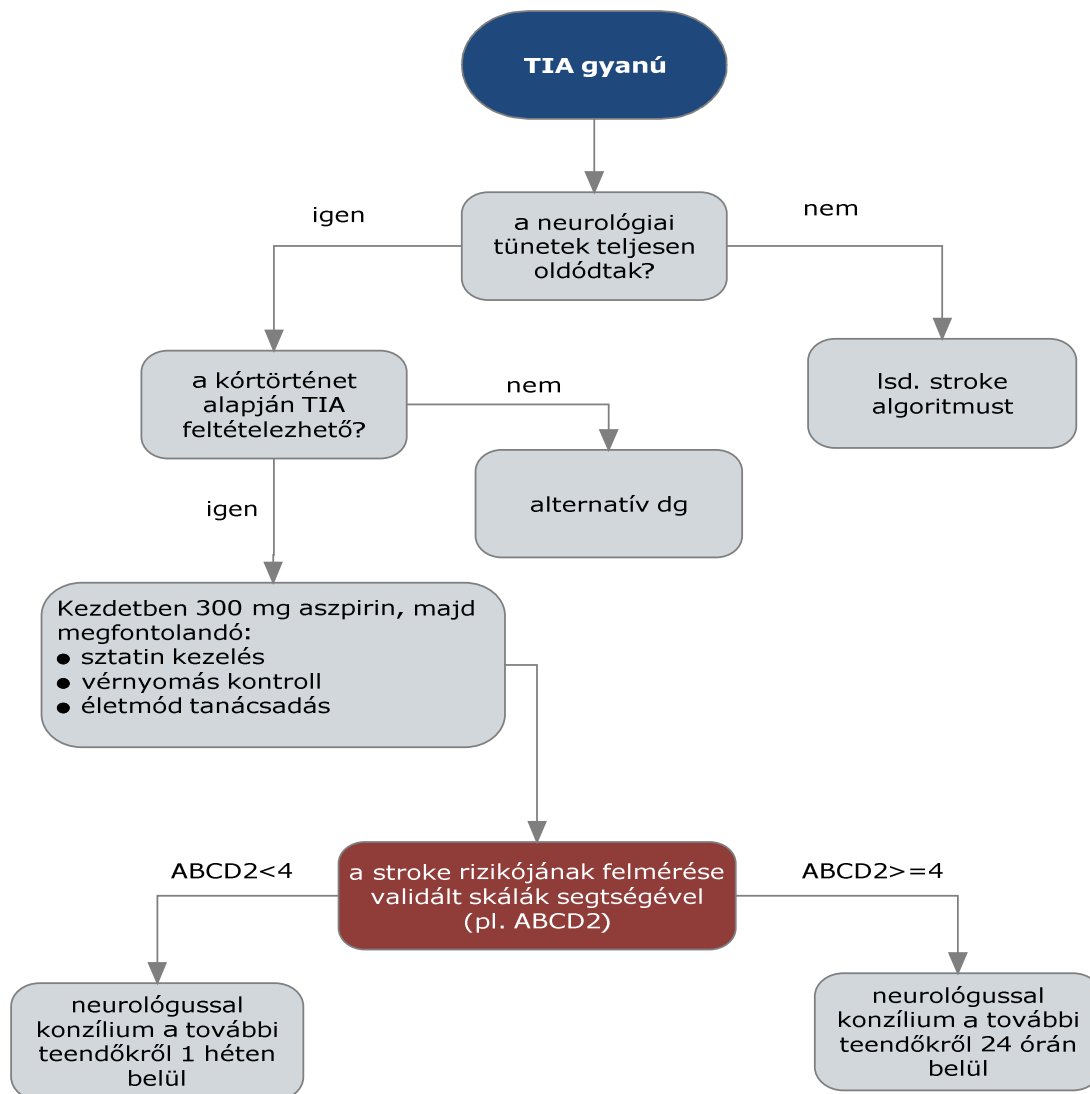 TIA gyanú
igen
a neurológiai
tünetek teljesen
oldódtak?
nem
a kórtörténet
alapján TIA
feltételezhető?
nem
lsd. stroke
algoritmust
igen
alternatív dg
Kezdetben 300 mg aszpirin, majd
megfontolandó:
● sztatin kezelés
● vérnyomás kontroll
● életmód tanácsadás
ABCD2<4
a stroke rizikójának felmérése
validált skálák segtségével
(pl. ABCD2)
ABCD2>=4
neurológussal
konzílium a további
teendőkről 1 héten
belül
neurológussal
konzílium a további
teendőkről 24 órán
belül